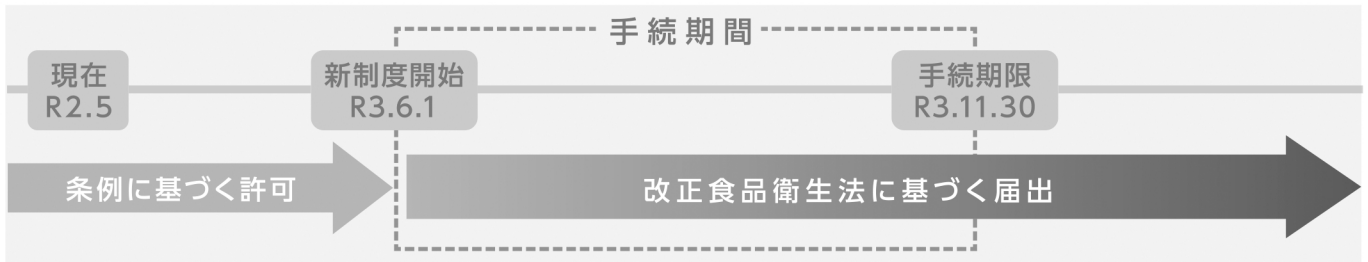 手続期間
現在
R2.5
新制度開始
R3.6.1
手続期限
R3.11.30
条例に基づく許可
改正食品衛生法に基づく届出